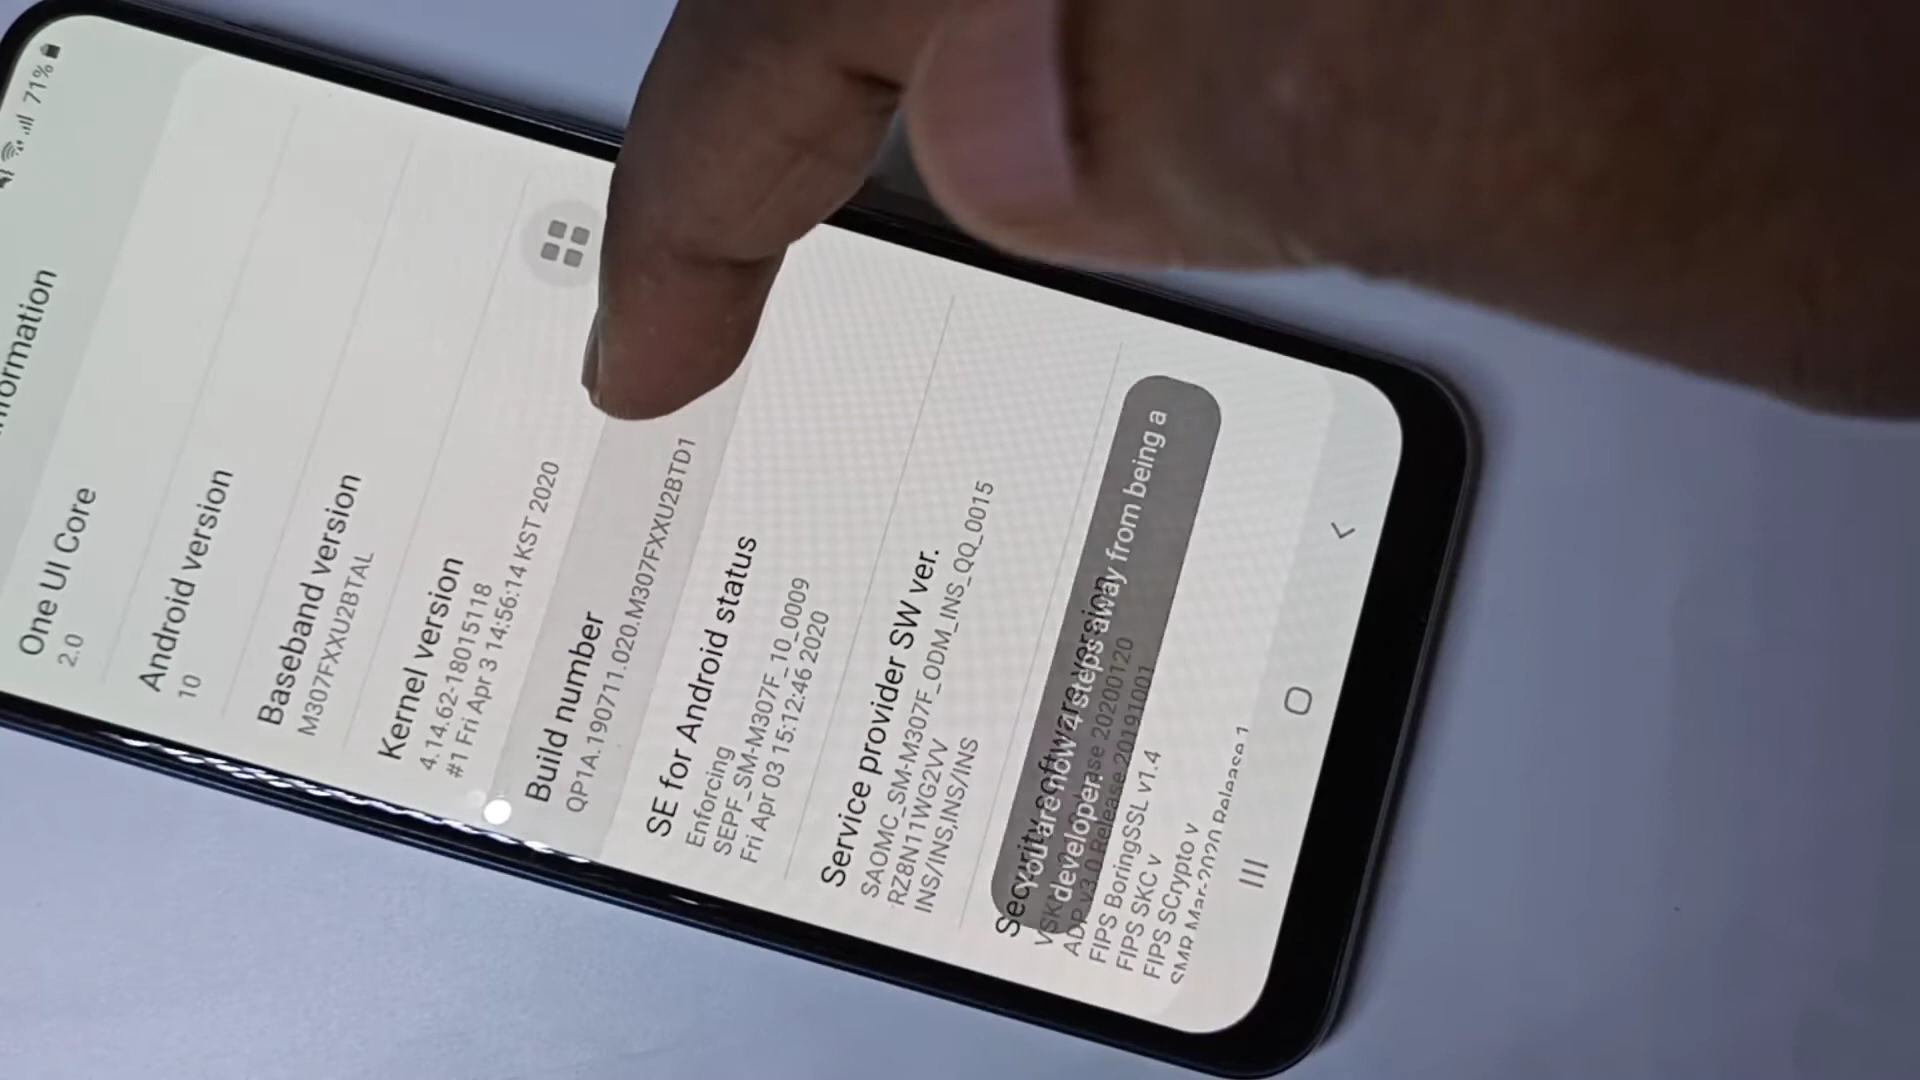 71%
One UI Core
2.0
Android version
10
Baseband version
M307FXXU2BTAL
Kernel version
4.14.62-18015118
#1 Fri Apr 3 14:56:14 KST 2020
Build number
QP1A.190711.020.M307FXXU2BTD1
SE for Android status
Enforcing
SEPF_SM-M307F_10_0009
Fri Apr 03 15:12:46 2020
Service provider SW ver.
SAOMC_SM-M307F_ODM_INS_QQ_0015
RZ8N11WG2VV
INS/INS,INS/INS
Security software version
You are now 4 steps away from being a
developer.
ADP v3.0 Release 20191001
FIPS BoringSSL v1.4
FIPS SKC v
FIPS SCrypto v
SMR Mar-2020 Release 1